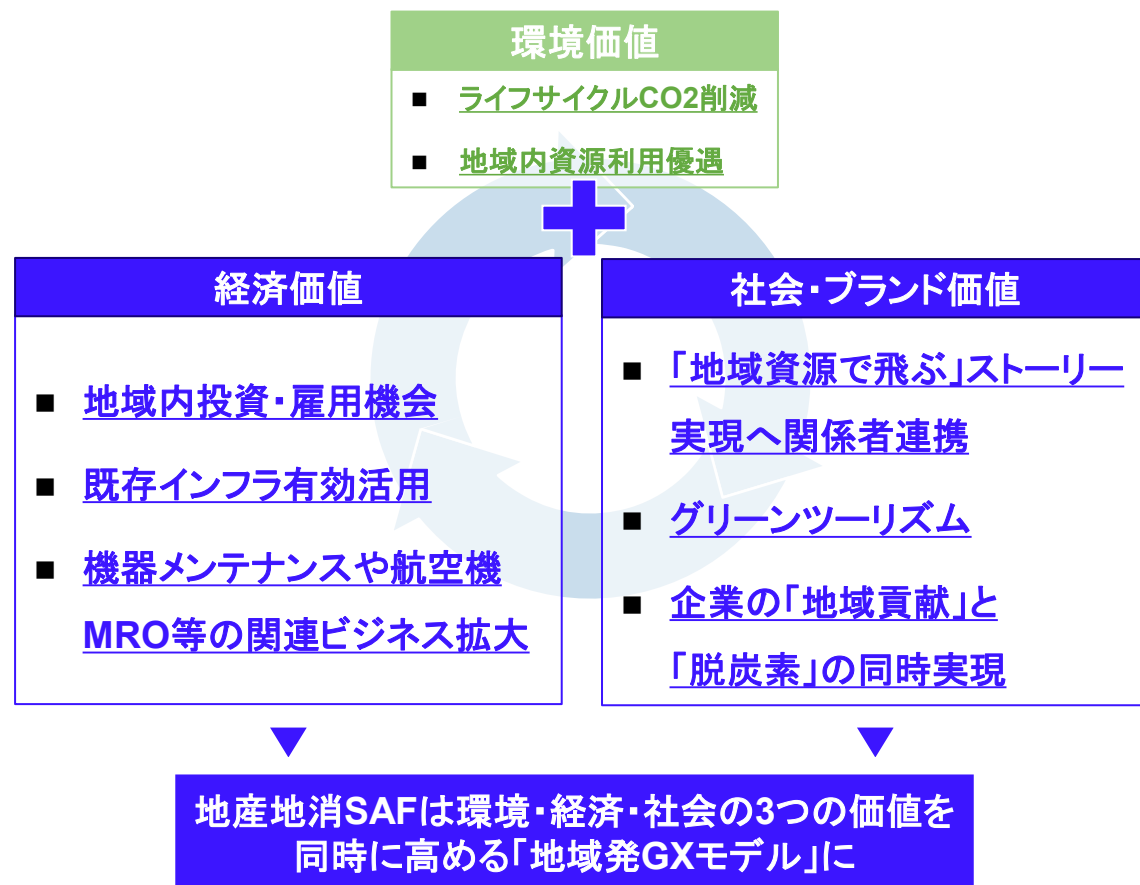 環境価値
■ ライフサイクルCO2削減
■ 地域内資源利用優遇
経済価値
■ 地域内投資・雇用機会
■ 既存インフラ有効活用
■ 機器メンテナンスや航空機
MRO等の関連ビジネス拡大
社会・ブランド価値
■ 「地域資源で飛ぶ」ストーリー
実現へ関係者連携
■ グリーンツーリズム
■ 企業の「地域貢献」と
「脱炭素」の同時実現
地産地消SAFは環境・経済・社会の3つの価値を
同時に高める「地域発GXモデル」に